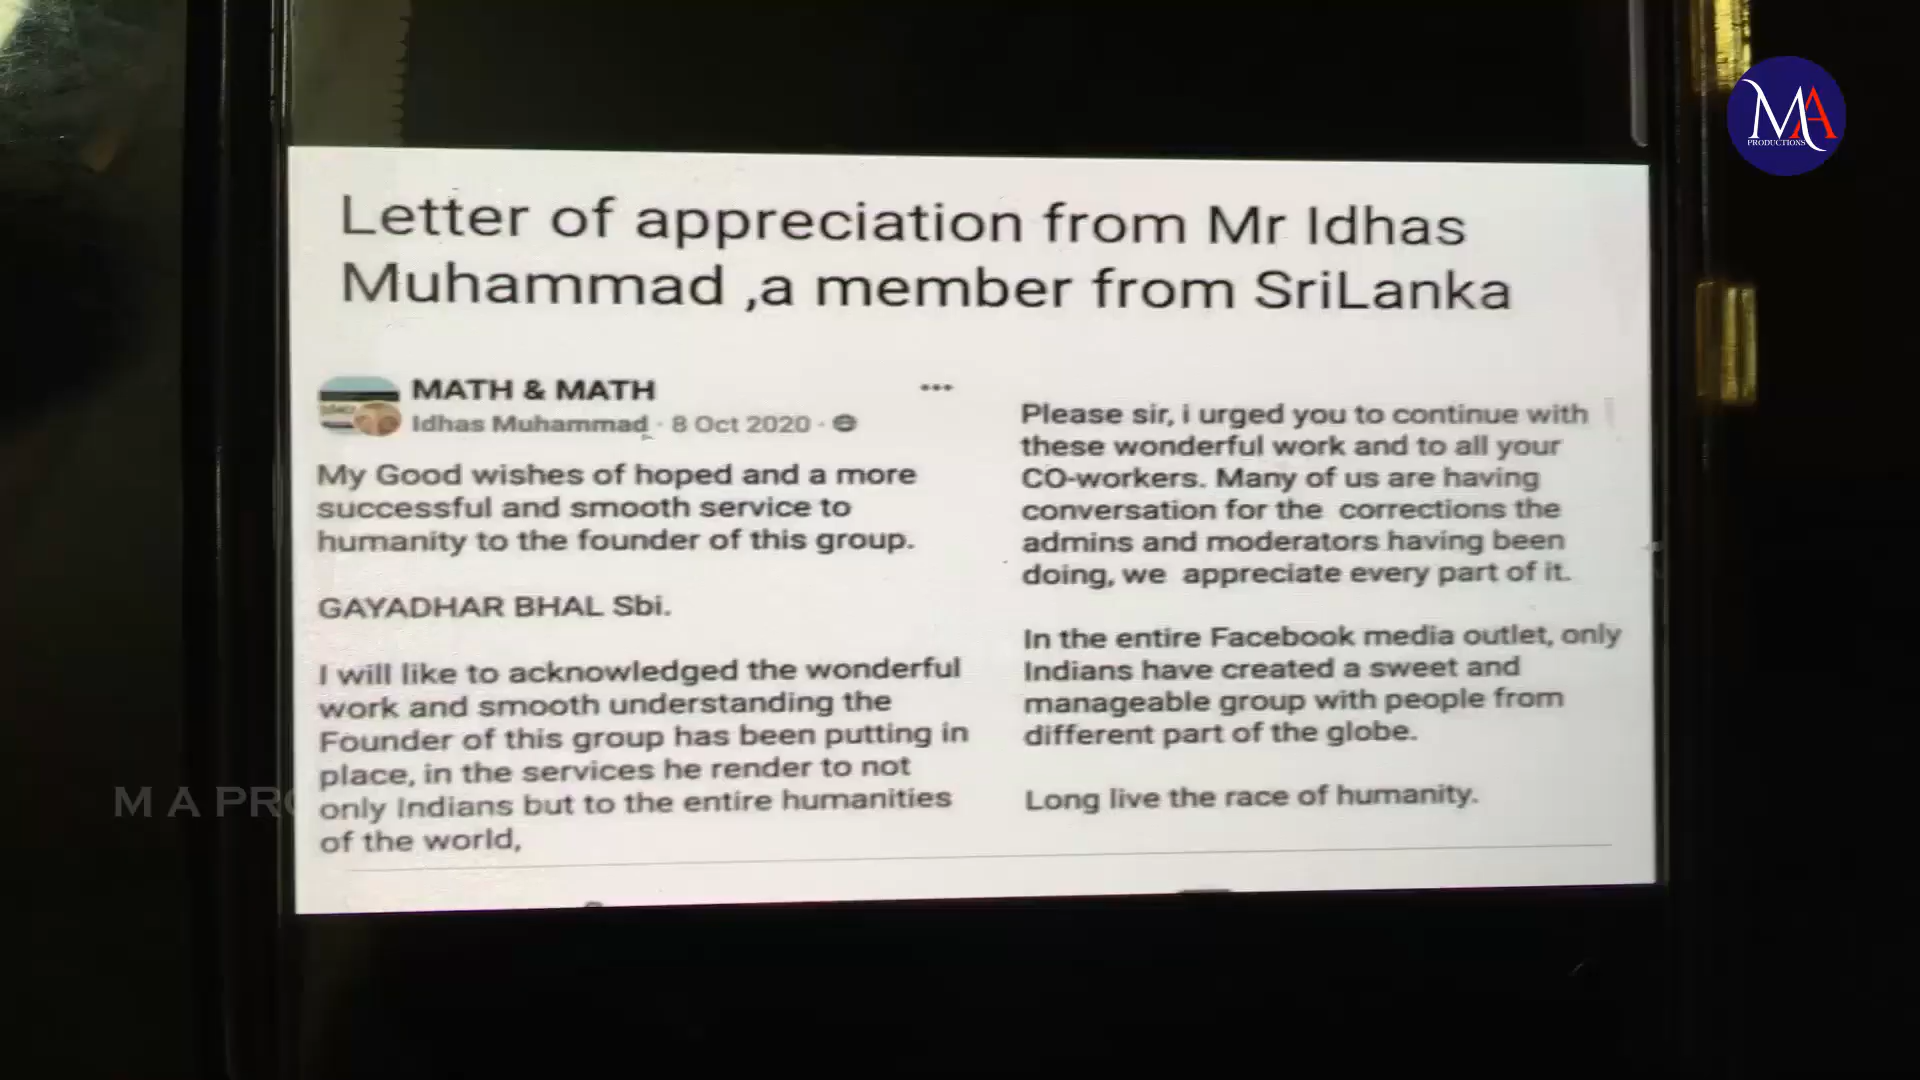 MA
PRODUCTIONS
Letter of appreciation from Mr Idhas
Muhammad ,a member from SriLanka
MATH & MATH
Idhas Muhammad · 8 Oct 2020 ·
My Good wishes of hoped and a more
successful and smooth service to
humanity to the founder of this group.
GAYADHAR BHAL Sbi.
I will like to acknowledged the wonderful
work and smooth understanding the
Founder of this group has been putting in
place, in the services he render to not
only Indians but to the entire humanities
of the world,
Please sir, i urged you to continue with
these wonderful work and to all your
CO-workers. Many of us are having
conversation for the corrections the
admins and moderators having been
doing, we appreciate every part of it.
In the entire Facebook media outlet, only
Indians have created a sweet and
manageable group with people from
different part of the globe.
Long live the race of humanity.
M A PRO